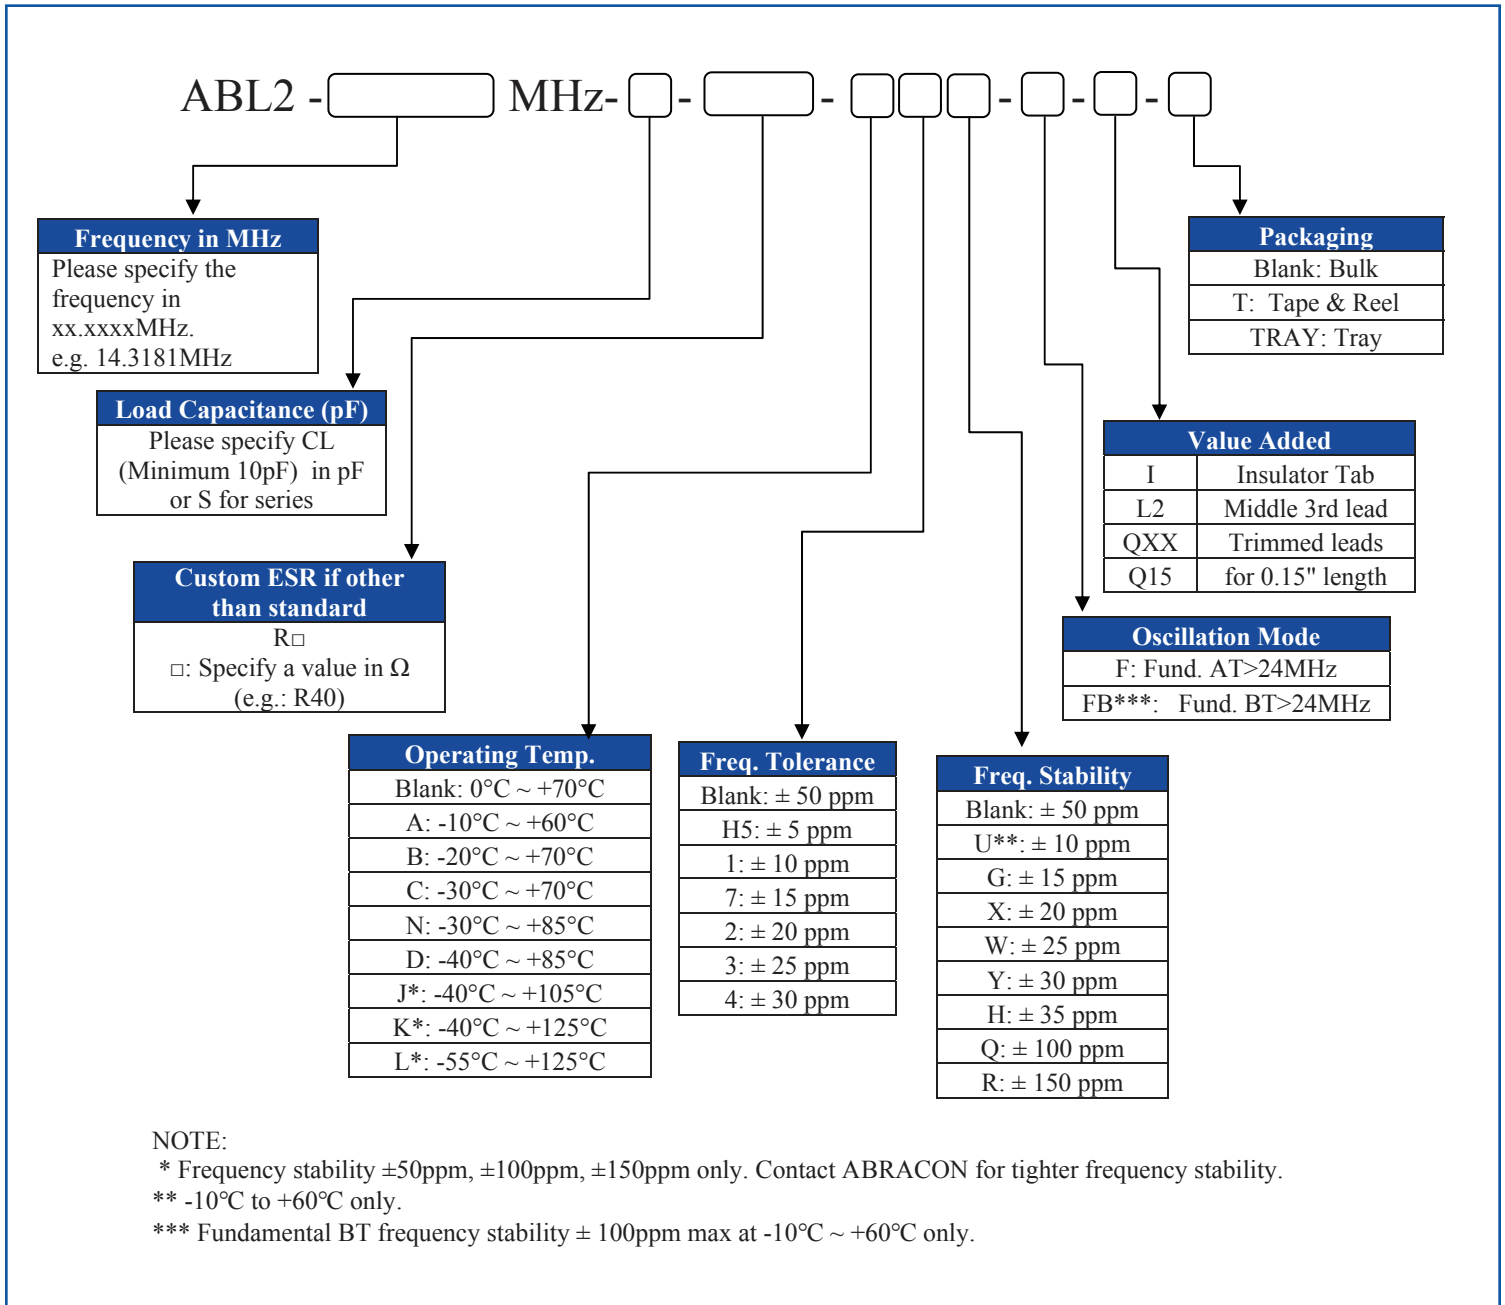 ABL2 - MHz- - - - - -
Frequency in MHz
Please specify the
frequency in
xx.xxxxMHz.
e.g. 14.3181MHz
Load Capacitance (pF)
Please specify CL
(Minimum 10pF) in pF
or S for series
Custom ESR if other
than standard
R□
□: Specify a value in Ω
(e.g.: R40)
Operating Temp.
Blank: 0°C ~ +70°C
A: -10°C ~ +60°C
B: -20°C ~ +70°C
C: -30°C ~ +70°C
N: -30°C ~ +85°C
D: -40°C ~ +85°C
J*: -40°C ~ +105°C
K*: -40°C ~ +125°C
L*: -55°C ~ +125°C
Freq. Tolerance
Blank: ± 50 ppm
H5: ± 5 ppm
1: ± 10 ppm
7: ± 15 ppm
2: ± 20 ppm
3: ± 25 ppm
4: ± 30 ppm
Freq. Stability
Blank: ± 50 ppm
U**: ± 10 ppm
G: ± 15 ppm
X: ± 20 ppm
W: ± 25 ppm
Y: ± 30 ppm
H: ± 35 ppm
Q: ± 100 ppm
R: ± 150 ppm
Oscillation Mode
F: Fund. AT>24MHz
FB***: Fund. BT>24MHz
Value Added
I Insulator Tab
L2 Middle 3rd lead
QXX Trimmed leads
Q15 for 0.15" length
Packaging
Blank: Bulk
T: Tape & Reel
TRAY: Tray
NOTE:
* Frequency stability ±50ppm, ±100ppm, ±150ppm only. Contact ABRACON for tighter frequency stability.
** -10℃ to +60℃ only.
*** Fundamental BT frequency stability ± 100ppm max at -10℃ ~ +60℃ only.